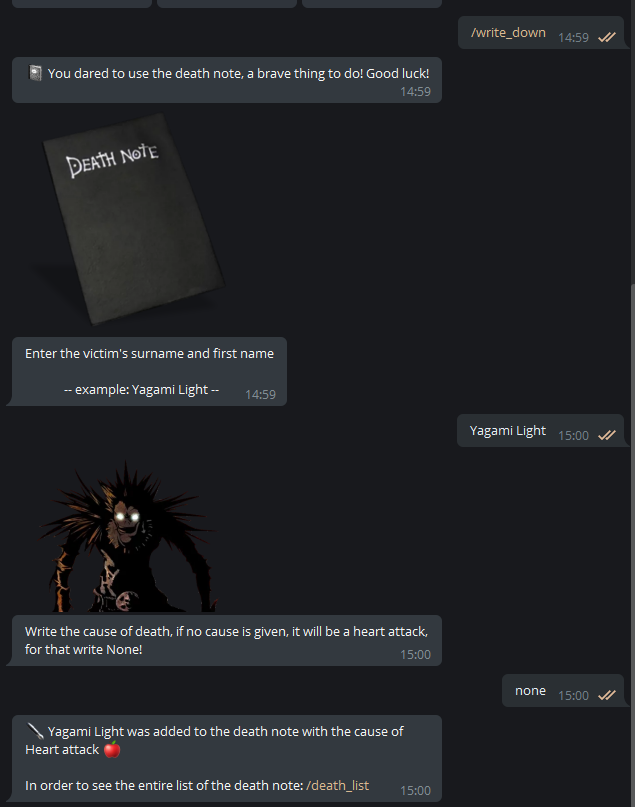 /write_down 14:59
📓 You dared to use the death note, a brave thing to do! Good luck!
14:59
DEATH NOTE
Enter the victim's surname and first name
-- example: Yagami Light --
14:59
Yagami Light 15:00
Write the cause of death, if no cause is given, it will be a heart attack,
for that write None!
15:00
none 15:00
Yagami Light was added to the death note with the cause of
Heart attack 🍎
In order to see the entire list of the death note: /death_list
15:00